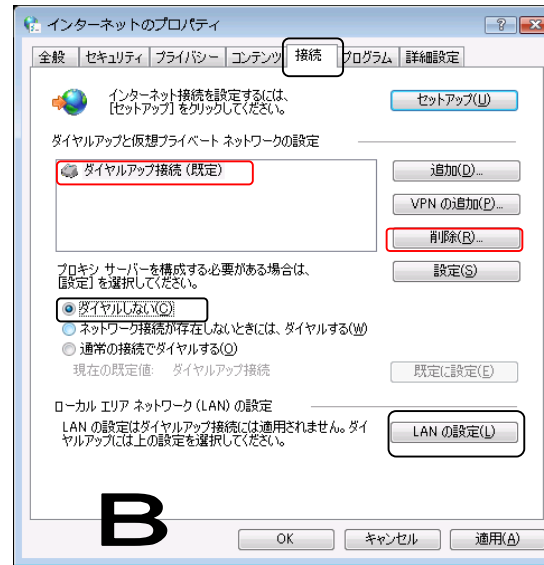 インターネットのプロパティ
全般 セキュリティ プライバシー コンテンツ 接続 プログラム 詳細設定
インターネット接続を設定するには、
[セットアップ] をクリックしてください。
セットアップ(U)
ダイヤルアップと仮想プライベート ネットワークの設定
ダイヤルアップ接続 (既定)
追加(D)...
VPN の追加(P)...
削除(R)...
プロキシ サーバーを構成する必要がある場合は、
[設定] を選択してください。
設定(S)
ダイヤルしない(C)
ネットワーク接続が存在しないときには、ダイヤルする(W)
通常の接続でダイヤルする(O)
現在の既定値: ダイヤルアップ接続
既定に設定(E)
ローカル エリア ネットワーク (LAN) の設定
LAN の設定はダイヤルアップ接続には適用されません。ダイ
ヤルアップには上の設定を選択してください。
LAN の設定(L)
B
OK キャンセル 適用(A)